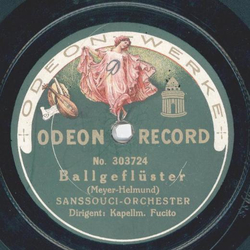 ODEON-WERKE
ODEON RECORD
No. 303724
Ballgeflüster
(Meyer-Helmund)
SANSSOUCI-ORCHESTER
Dirigent: Kapellm. Fucito